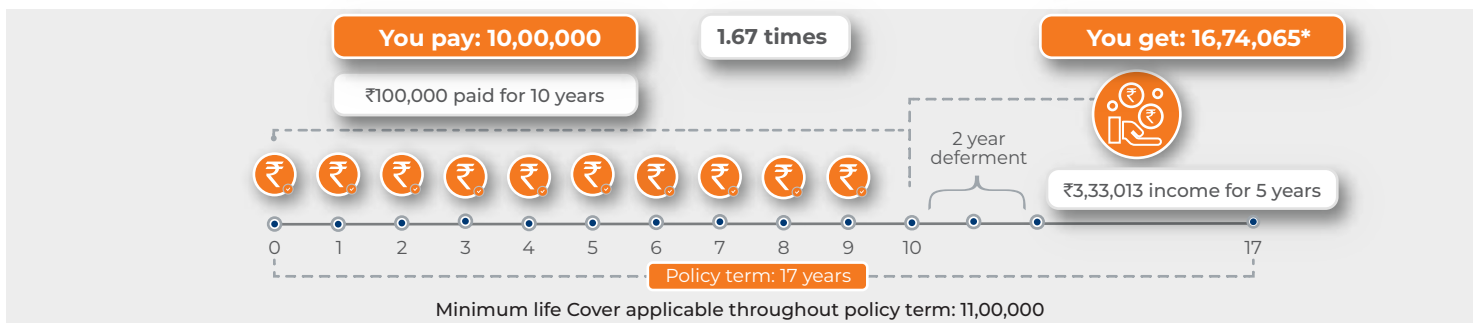 You pay: 10,00,000
1.67 times
You get: 16,74,065*
₹100,000 paid for 10 years
2 year
deferment
₹3,33,013 income for 5 years
0 1 2 3 4 5 6 7 8 9 10 17
Policy term: 17 years
Minimum life Cover applicable throughout policy term: 11,00,000